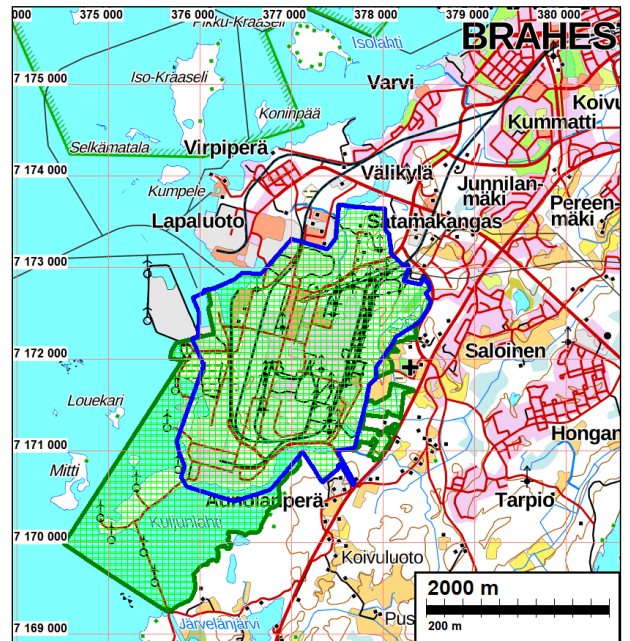 000 375 000 376 000 377 000 378 000 379 000 380 000
Pikku-Kraaseli
BRAHEST
Isolahti
Iso-Kraaseli
Varvi
7 175 000
Koivu
Koninpää
Kummatti
Selkämatala
Virpiperä
7 174 000
Välikylä
Kumpele
Junnilan-
mäki
Pereen-
mäki
Lapaluoto
Satamakangas
7 173 000
7 172 000
Saloinen
Louekari
7 171 000
Hongan
Mitti
Tarpio
Kultunlahti
7 170 000
Koivuluoto
2000 m
200 m
Järvelänjärvi
Pus
7 169 000